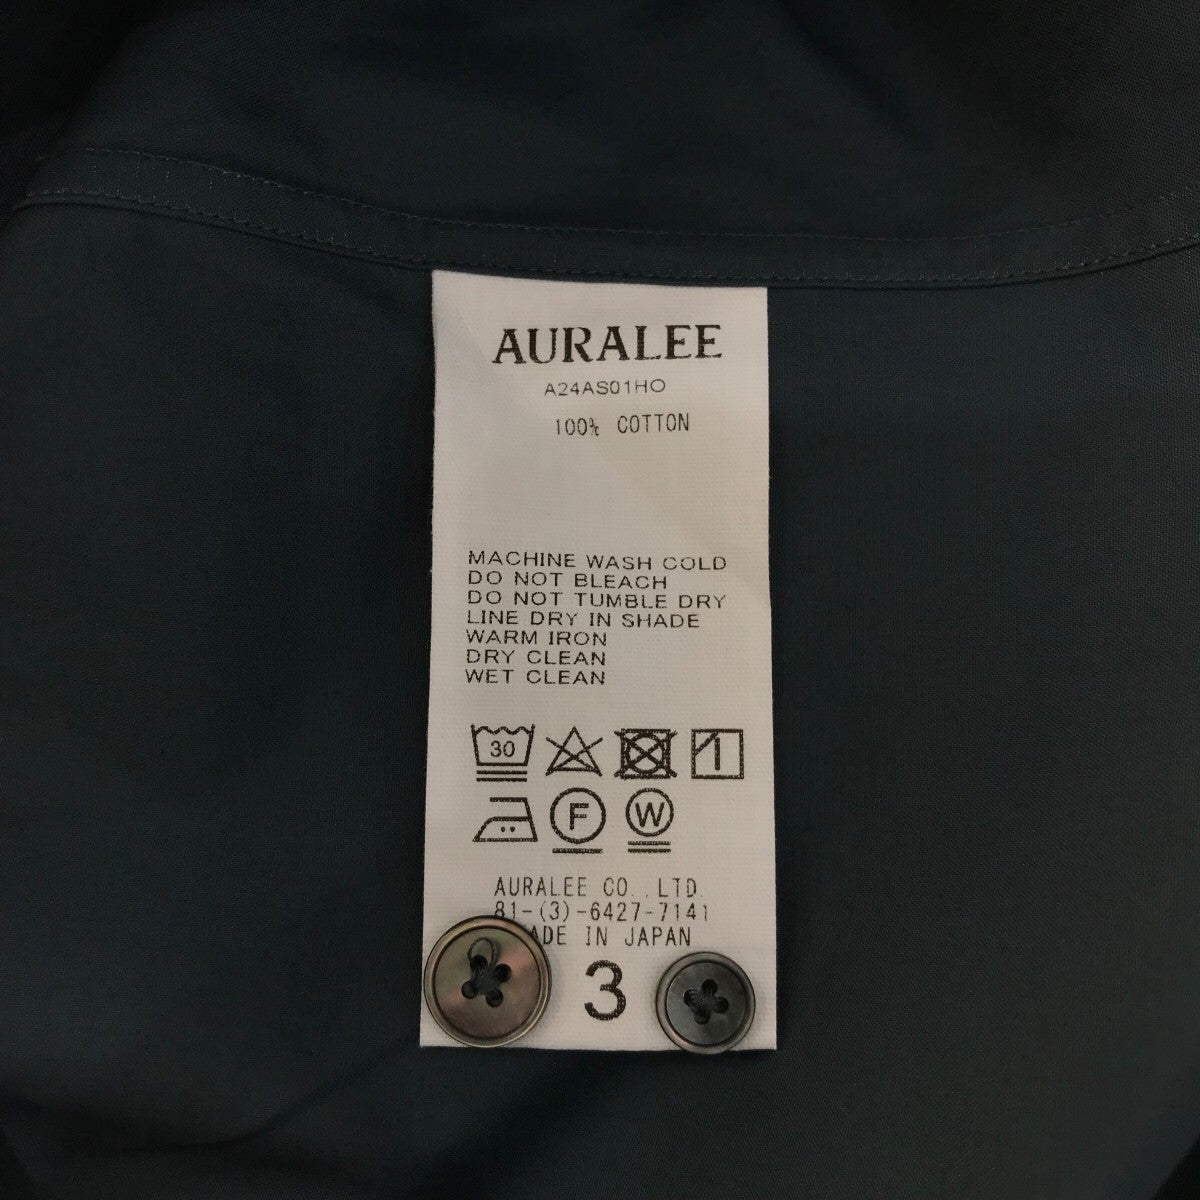 AURALEE
A24AS01HO
100% COTTON
MACHINE WASH COLD
DO NOT BLEACH
DO NOT TUMBLE DRY
LINE DRY IN SHADE
WARM IRON
DRY CLEAN
WET CLEAN
30
F W
AURALEE CO., LTD.
81-(3)-6427-7141
ADE IN JAPAN
3